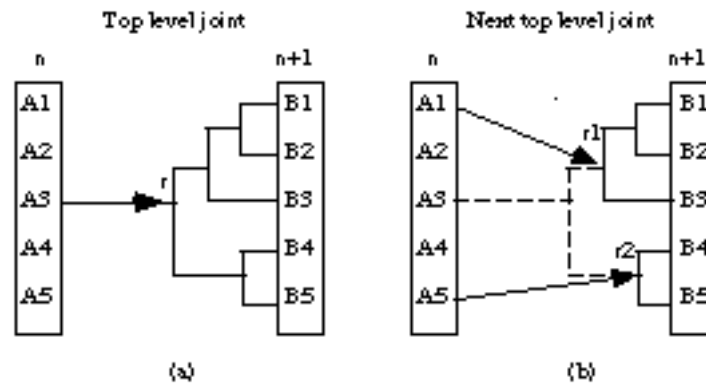 Top level joint
Next top level joint
n
n+1
n
n+1
A1
A2
A3
A4
A5
r
B1
B2
B3
B4
B5
A1
A2
A3
A4
A5
r1
r2
B1
B2
B3
B4
B5
(a)
(b)